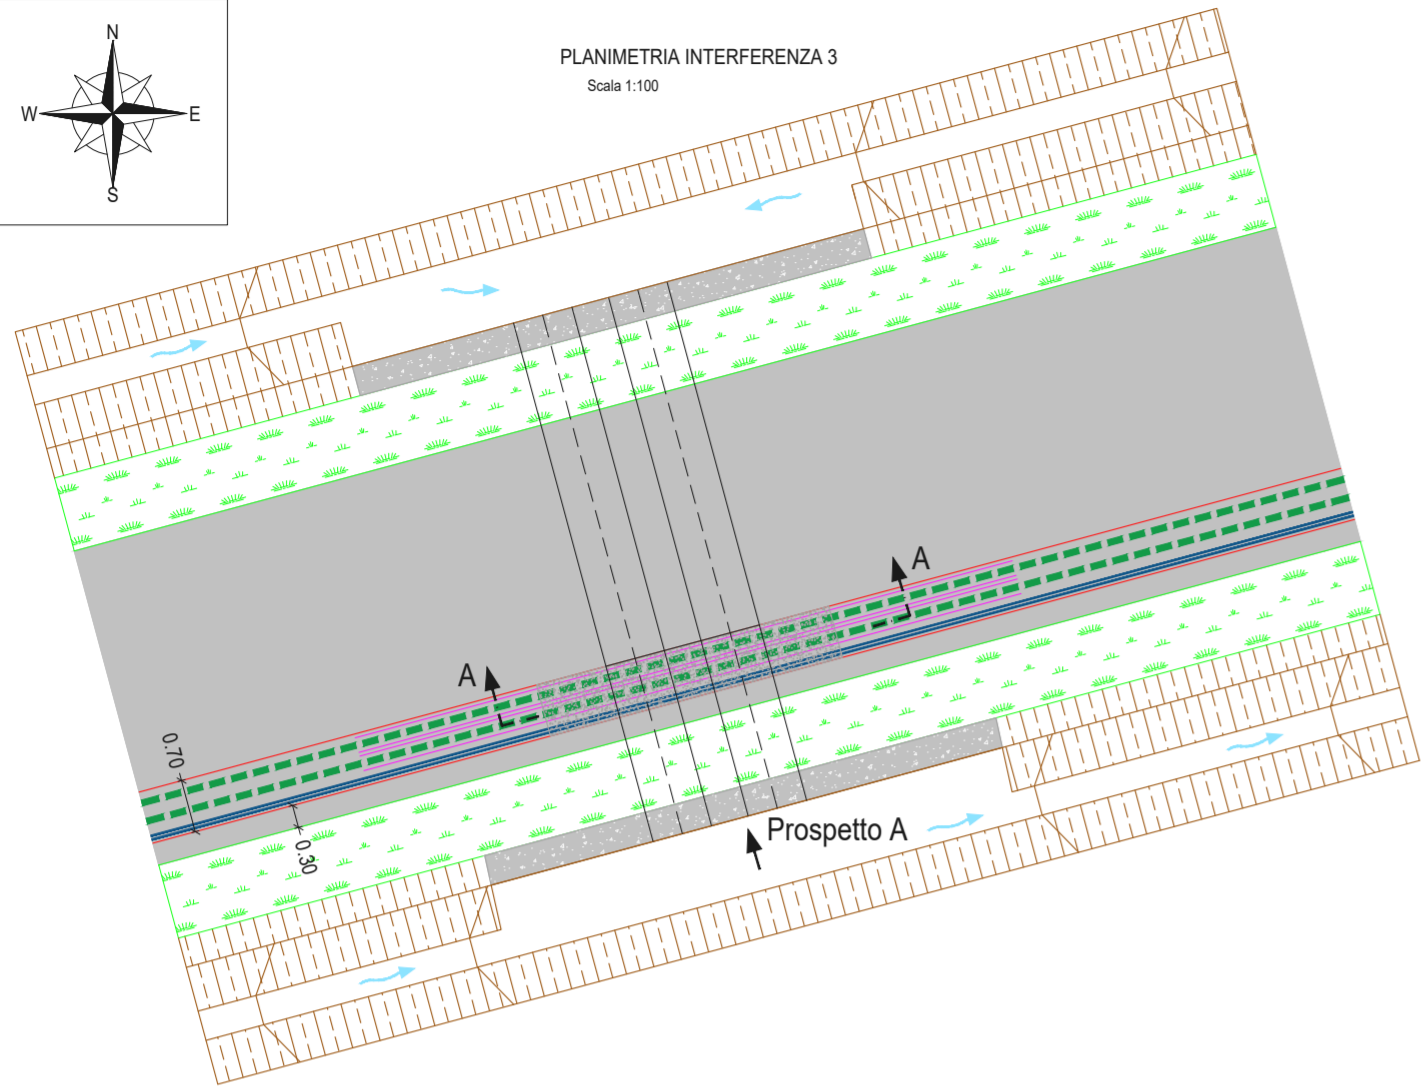 N
W
E
S
PLANIMETRIA INTERFERENZA 3
Scala 1:100
A
A
0.70
0.30
Prospetto A